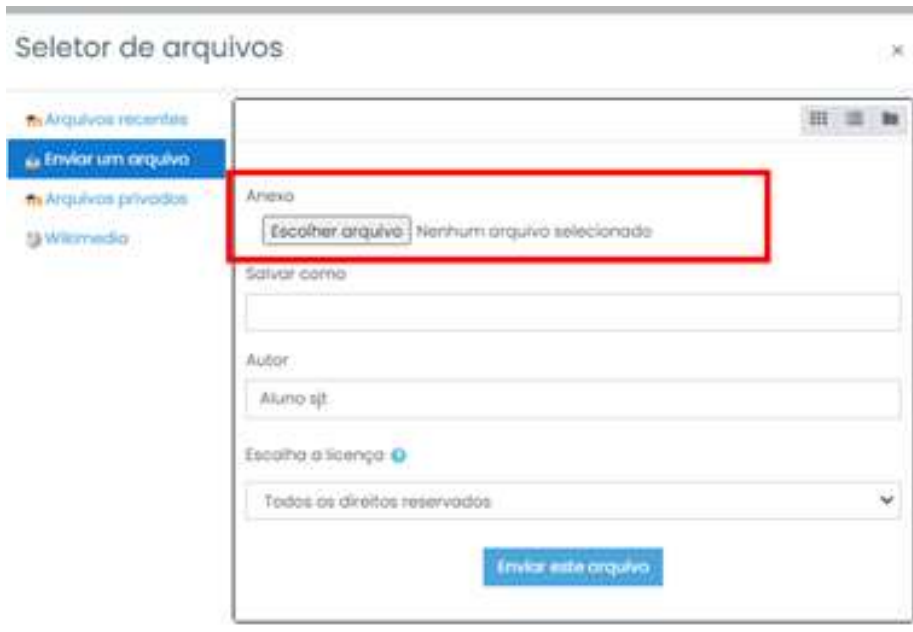 Seletor de arquivos
×
Arquivos recentes
Enviar um arquivo
Arquivos privados
Wikimedia
Anexo
Escolher arquivo Nenhum arquivo selecionado
Salvar como
Autor
Aluno sjt
Escolha a licença
Todos os direitos reservados
Enviar este arquivo